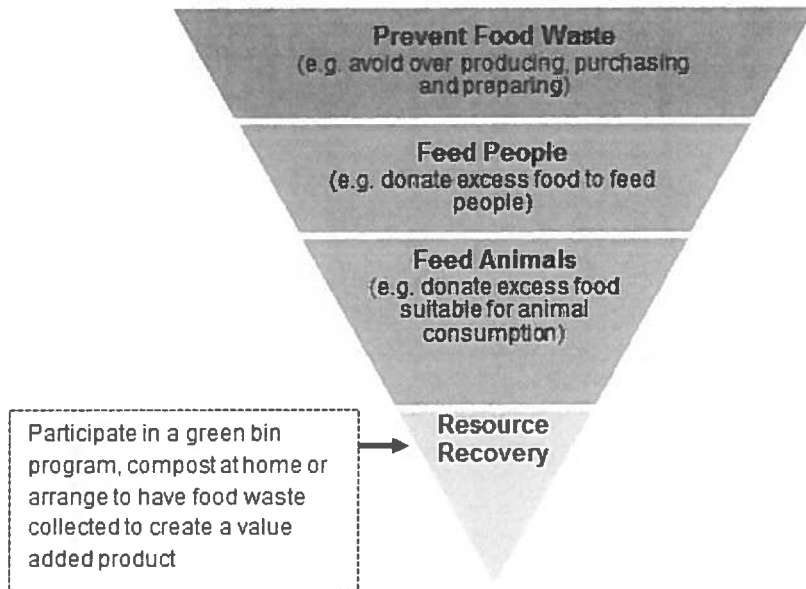 Prevent Food Waste
(e.g. avoid over producing, purchasing
and preparing)
Feed People
(e.g. donate excess food to feed
people)
Feed Animals
(e.g. donate excess food
suitable for animal
consumption)
Resource
Recovery
Participate in a green bin
program, compost at home or
arrange to have food waste
collected to create a value
added product